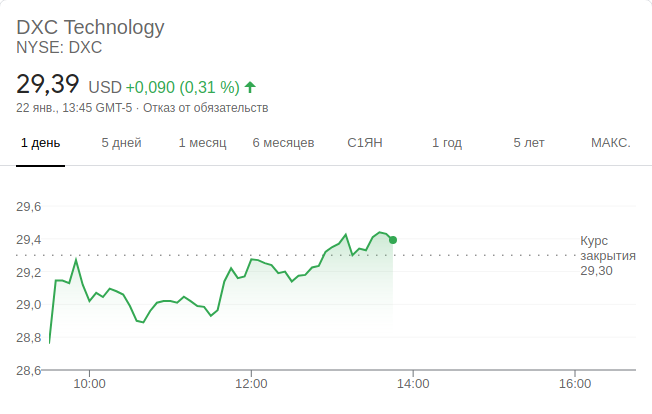 DXC Technology
NYSE: DXC
29,39 USD +0,090 (0,31 %)
22 янв., 13:45 GMT-5 · Отказ от обязательств
1 день 5 дней 1 месяц 6 месяцев С1ЯН 1 год 5 лет МАКС.
29,6
29,4
Курс
закрытия
29,30
29,2
29,0
28,8
28,6
10:00 12:00 14:00 16:00